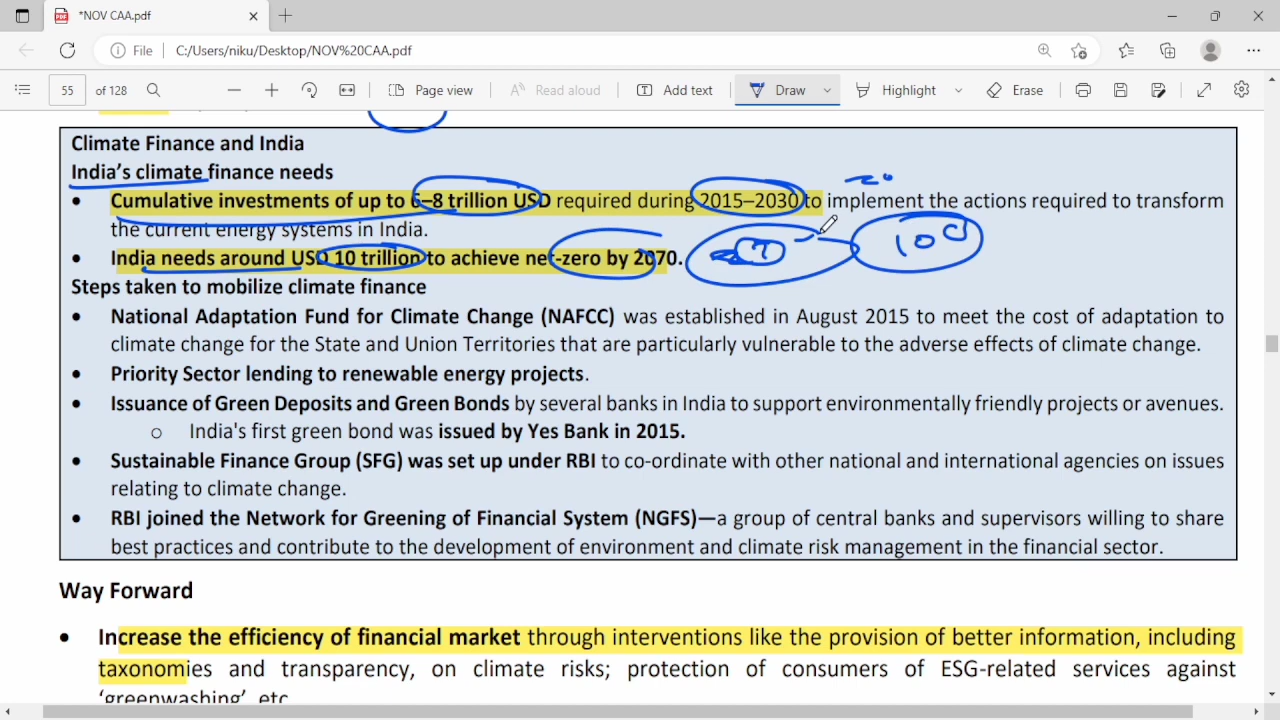 *NOV CAA.pdf
File
C:/Users/niku/Desktop/NOV%20CAA.pdf
55 of 128
Page view
Read aloud
Add text
Draw
Highlight
Erase
Climate Finance and India
India's climate finance needs
• Cumulative investments of up to 6–8 trillion USD required during 2015–2030 to implement the actions required to transform
the current energy systems in India.
• India needs around USD 10 trillion to achieve net-zero by 2070.
100
Steps taken to mobilize climate finance
• National Adaptation Fund for Climate Change (NAFCC) was established in August 2015 to meet the cost of adaptation to
climate change for the State and Union Territories that are particularly vulnerable to the adverse effects of climate change.
• Priority Sector lending to renewable energy projects.
• Issuance of Green Deposits and Green Bonds by several banks in India to support environmentally friendly projects or avenues.
o India's first green bond was issued by Yes Bank in 2015.
• Sustainable Finance Group (SFG) was set up under RBI to co-ordinate with other national and international agencies on issues
relating to climate change.
• RBI joined the Network for Greening of Financial System (NGFS)—a group of central banks and supervisors willing to share
best practices and contribute to the development of environment and climate risk management in the financial sector.
Way Forward
• Increase the efficiency of financial market through interventions like the provision of better information, including
taxonomies and transparency, on climate risks; protection of consumers of ESG-related services against
'greenwashing', etc